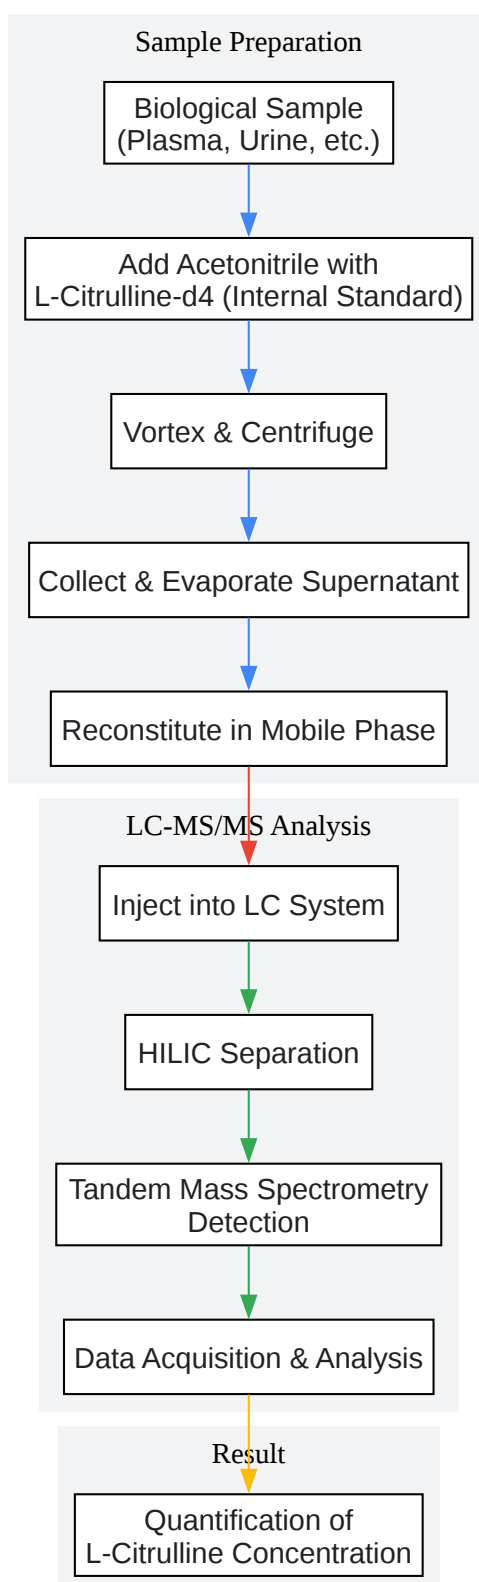 Sample Preparation
Biological Sample
(Plasma, Urine, etc.)
Add Acetonitrile with
L-Citrulline-d4 (Internal Standard)
Vortex & Centrifuge
Collect & Evaporate Supernatant
Reconstitute in Mobile Phase
LC-MS/MS Analysis
Inject into LC System
HILIC Separation
Tandem Mass Spectrometry
Detection
Data Acquisition & Analysis
Result
Quantification of
L-Citrulline Concentration